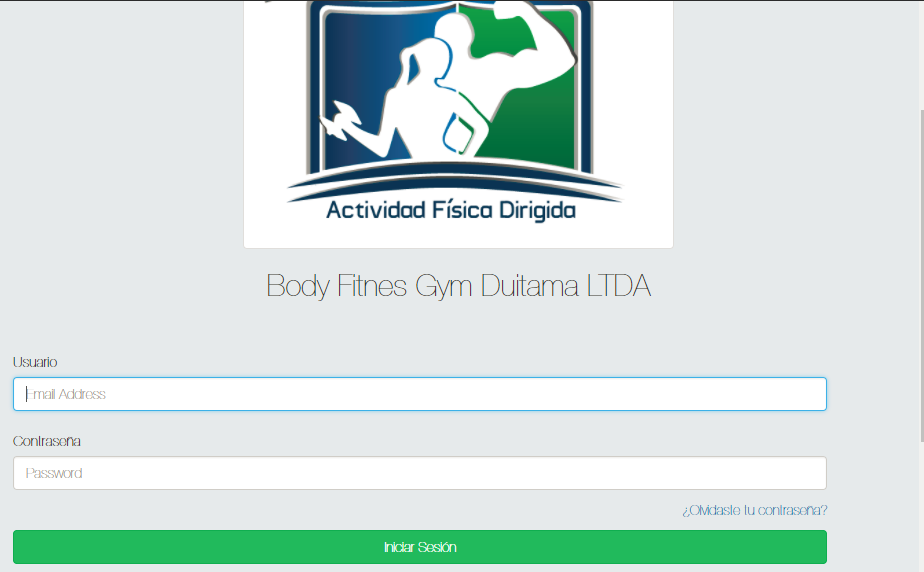 Actividad Física Dirigida
Body Fitnes Gym Duitama LTDA
Usuario
Email Address
Contraseña
Password
¿Olvidaste tu contraseña?
Iniciar Sesión